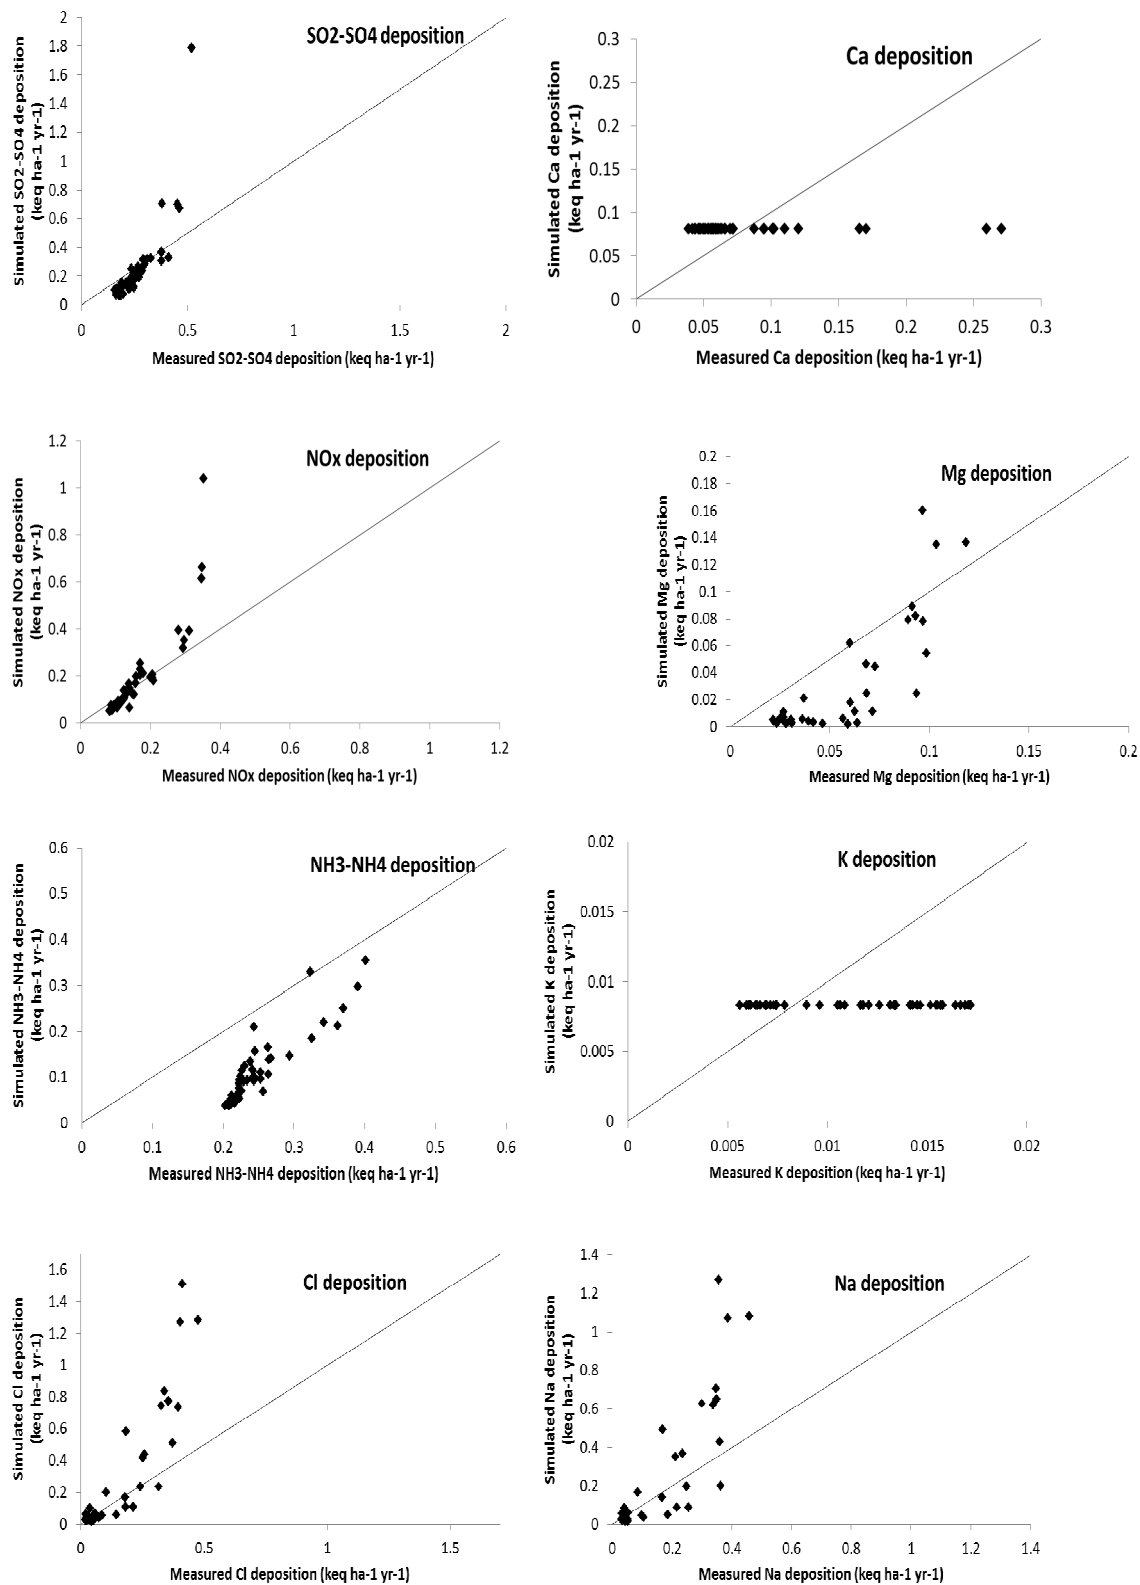 SO2-SO4 deposition
Simulated SO2-SO4 deposition
(keq ha-1 yr-1)
2
1.8
1.6
1.4
1.2
1
0.8
0.6
0.4
0.2
0
0 0.5 1 1.5 2
Measured SO2-SO4 deposition (keq ha-1 yr-1)
Ca deposition
Simulated Ca deposition
(keq ha-1 yr-1)
0.3
0.25
0.2
0.15
0.1
0.05
0
0 0.05 0.1 0.15 0.2 0.25 0.3
Measured Ca deposition (keq ha-1 yr-1)
NOx deposition
Simulated NOx deposition
(keq ha-1 yr-1)
1.2
1
0.8
0.6
0.4
0.2
0
0 0.2 0.4 0.6 0.8 1 1.2
Measured NOx deposition (keq ha-1 yr-1)
Mg deposition
Simulated Mg deposition
(keq ha-1 yr-1)
0.2
0.18
0.16
0.14
0.12
0.1
0.08
0.06
0.04
0.02
0
0 0.05 0.1 0.15 0.2
Measured Mg deposition (keq ha-1 yr-1)
NH3-NH4 deposition
Simulated NH3-NH4 deposition
(keq ha-1 yr-1)
0.6
0.5
0.4
0.3
0.2
0.1
0
0 0.1 0.2 0.3 0.4 0.5 0.6
Measured NH3-NH4 deposition (keq ha-1 yr-1)
K deposition
Simulated K deposition
(keq ha-1 yr-1)
0.02
0.015
0.01
0.005
0
0 0.005 0.01 0.015 0.02
Measured K deposition (keq ha-1 yr-1)
Cl deposition
Simulated Cl deposition
(keq ha-1 yr-1)
1.6
1.4
1.2
1
0.8
0.6
0.4
0.2
0
0 0.5 1 1.5
Measured Cl deposition (keq ha-1 yr-1)
Na deposition
Simulated Na deposition
(keq ha-1 yr-1)
1.4
1.2
1
0.8
0.6
0.4
0.2
0
0 0.2 0.4 0.6 0.8 1 1.2 1.4
Measured Na deposition (keq ha-1 yr-1)